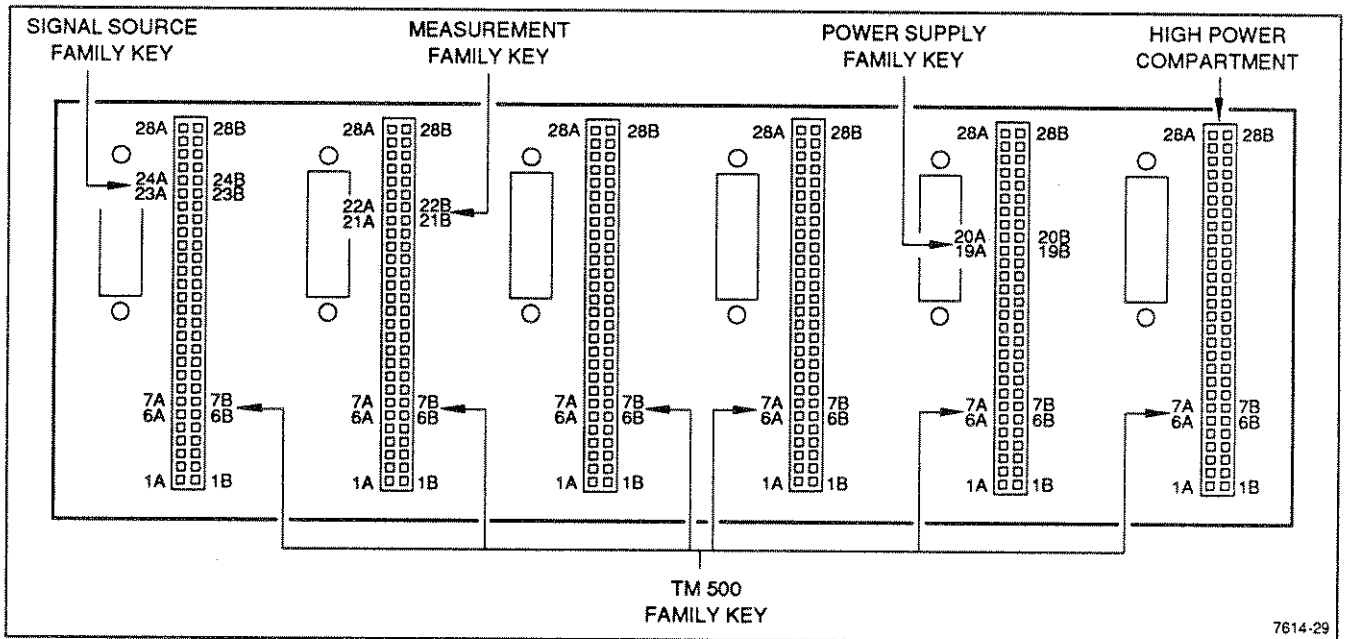 SIGNAL SOURCE
FAMILY KEY
MEASUREMENT
FAMILY KEY
POWER SUPPLY
FAMILY KEY
HIGH POWER
COMPARTMENT
28A 28B 28A 28B 28A 28B 28A 28B 28A 28B 28A 28B
24A 24B
23A 23B
22A 22B
21A 21B
20A 20B
19A 19B
7A 7B 7A 7B 7A 7B 7A 7B 7A 7B 7A 7B
6A 6B 6A 6B 6A 6B 6A 6B 6A 6B 6A 6B
1A 1B 1A 1B 1A 1B 1A 1B 1A 1B 1A 1B
TM 500
FAMILY KEY
7614-29